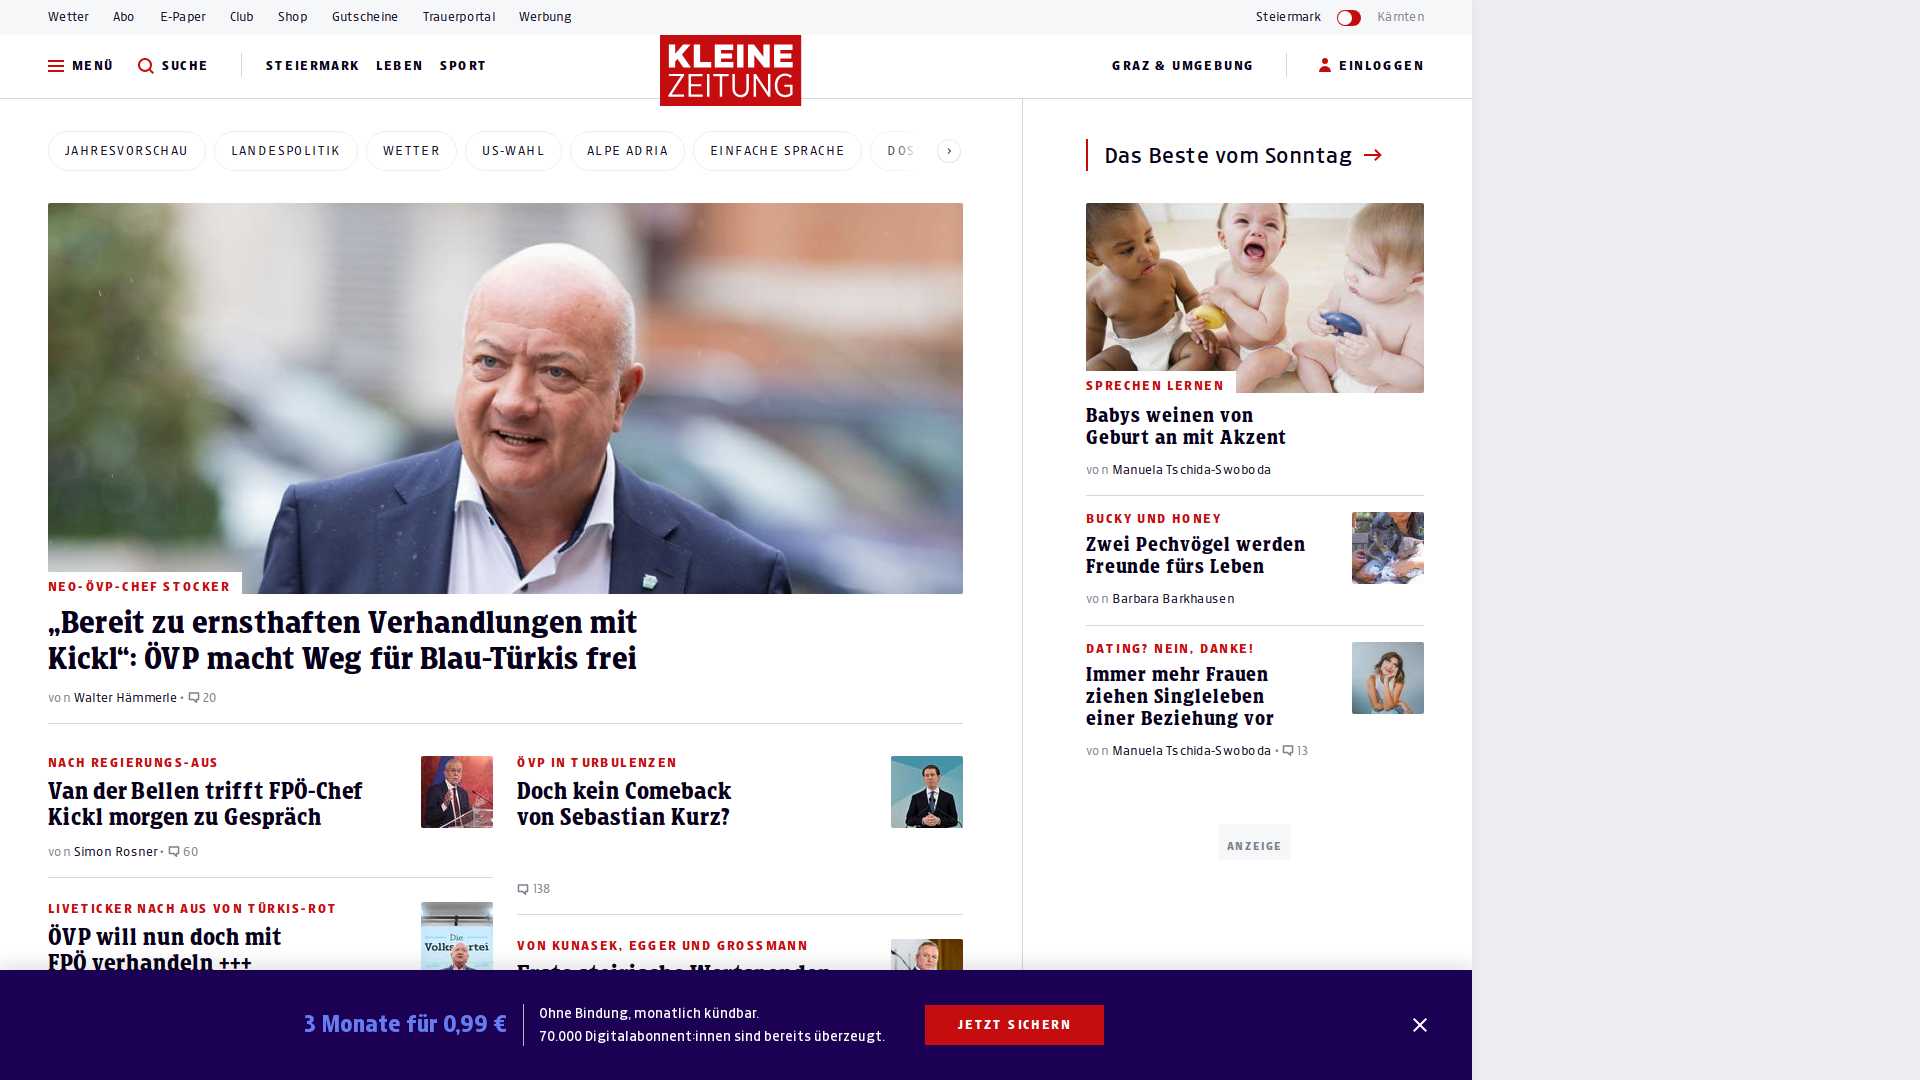 Wetter Abo E-Paper Club Shop Gutscheine Trauerportal Werbung Steiermark Kärnten
MENÜ SUCHE STEIERMARK LEBEN SPORT KLEINE ZEITUNG GRAZ & UMGEBUNG EINLOGGEN
JAHRESVORSCHAU LANDESPOLITIK WETTER US-WAHL ALPE ADRIA EINFACHE SPRACHE DOS
NEO-ÖVP-CHEF STOCKER
„Bereit zu ernsthaften Verhandlungen mit
Kickl“: ÖVP macht Weg für Blau-Türkis frei
von Walter Hämmerle • 20
NACH REGIERUNGS-AUS
Van der Bellen trifft FPÖ-Chef
Kickl morgen zu Gespräch
von Simon Rosner • 60
LIVETICKER NACH AUS VON TÜRKIS-ROT
ÖVP will nun doch mit
FPÖ verhandeln +++
Die
ÖVP IN TURBULENZEN
Doch kein Comeback
von Sebastian Kurz?
138
VON KUNASEK, EGGER UND GROSSMANN
Erste steirische Wortspenden
Das Beste vom Sonntag
SPRECHEN LERNEN
Babys weinen von
Geburt an mit Akzent
von Manuela Tschida-Swoboda
BUCKY UND HONEY
Zwei Pechvögel werden
Freunde fürs Leben
von Barbara Barkhausen
DATING? NEIN, DANKE!
Immer mehr Frauen
ziehen Singleleben
einer Beziehung vor
von Manuela Tschida-Swoboda • 13
ANZEIGE
3 Monate für 0,99 €
Ohne Bindung, monatlich kündbar.
70.000 Digitalabonnent:innen sind bereits überzeugt.
JETZT SICHERN